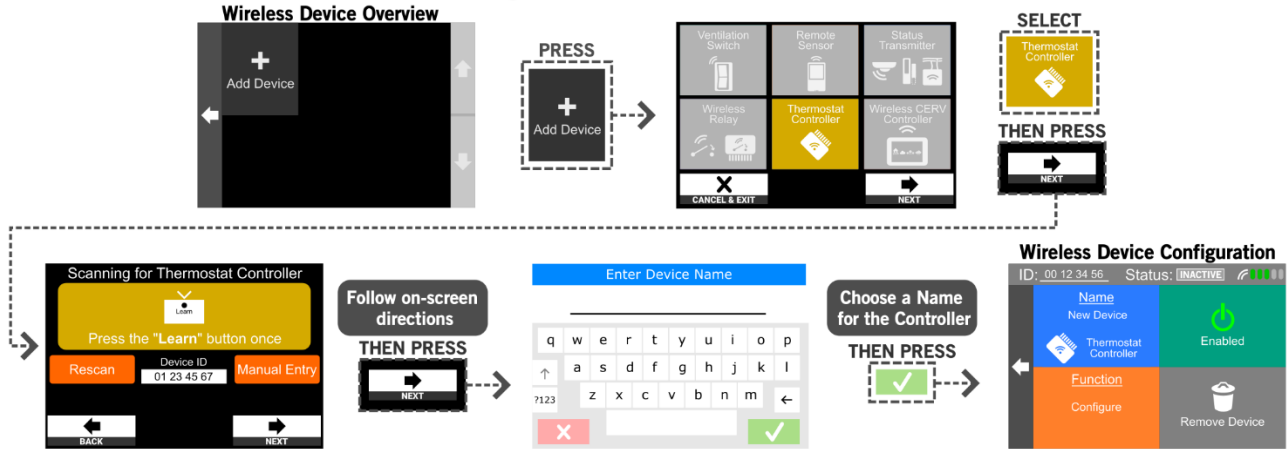 Wireless Device Overview
+
Add Device
PRESS
+
Add Device
Ventilation
Switch
Remote
Sensor
Status
Transmitter
Wireless
Relay
Thermostat
Controller
Wireless CERV
Controller
CANCEL & EXIT
NEXT
SELECT
Thermostat
Controller
THEN PRESS
NEXT
Scanning for Thermostat Controller
Learn
Press the "Learn" button once
Rescan
Device ID
01 23 45 67
Manual Entry
BACK
NEXT
Follow on-screen
directions
THEN PRESS
NEXT
Enter Device Name
q w e r t y u i o p
a s d f g h j k l
?123 z x c v b n m
Choose a Name
for the Controller
THEN PRESS
Wireless Device Configuration
ID: 00 12 34 56 Status: INACTIVE
Name
New Device
Thermostat
Controller
Enabled
Function
Configure
Remove Device